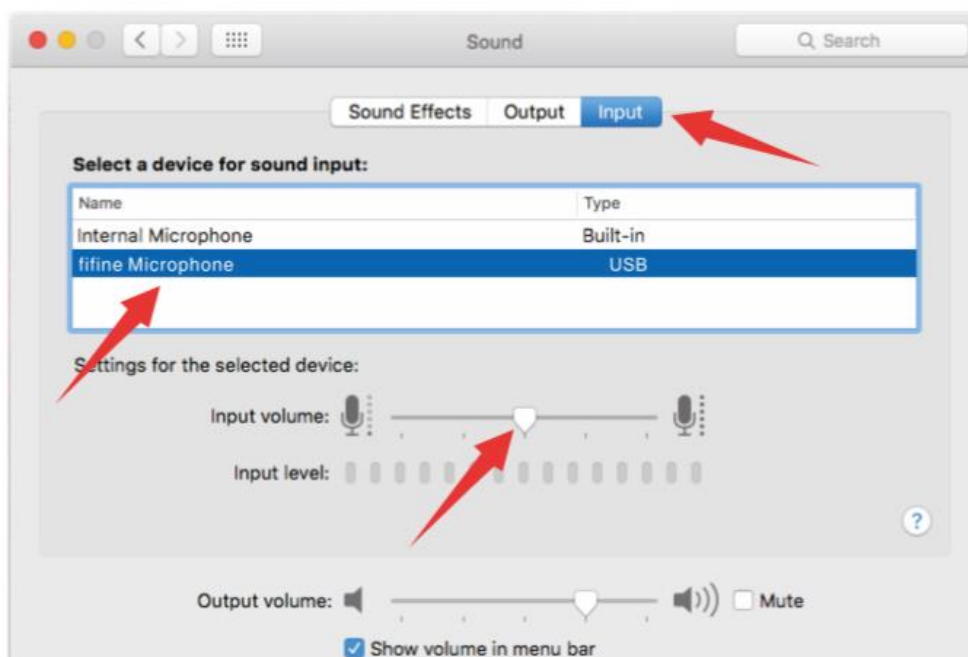 Sound
Search
Sound Effects Output Input
Select a device for sound input:
Name Type
Internal Microphone Built-in
fifine Microphone USB
Settings for the selected device:
Input volume:
Input level:
?
Output volume: Mute
Show volume in menu bar